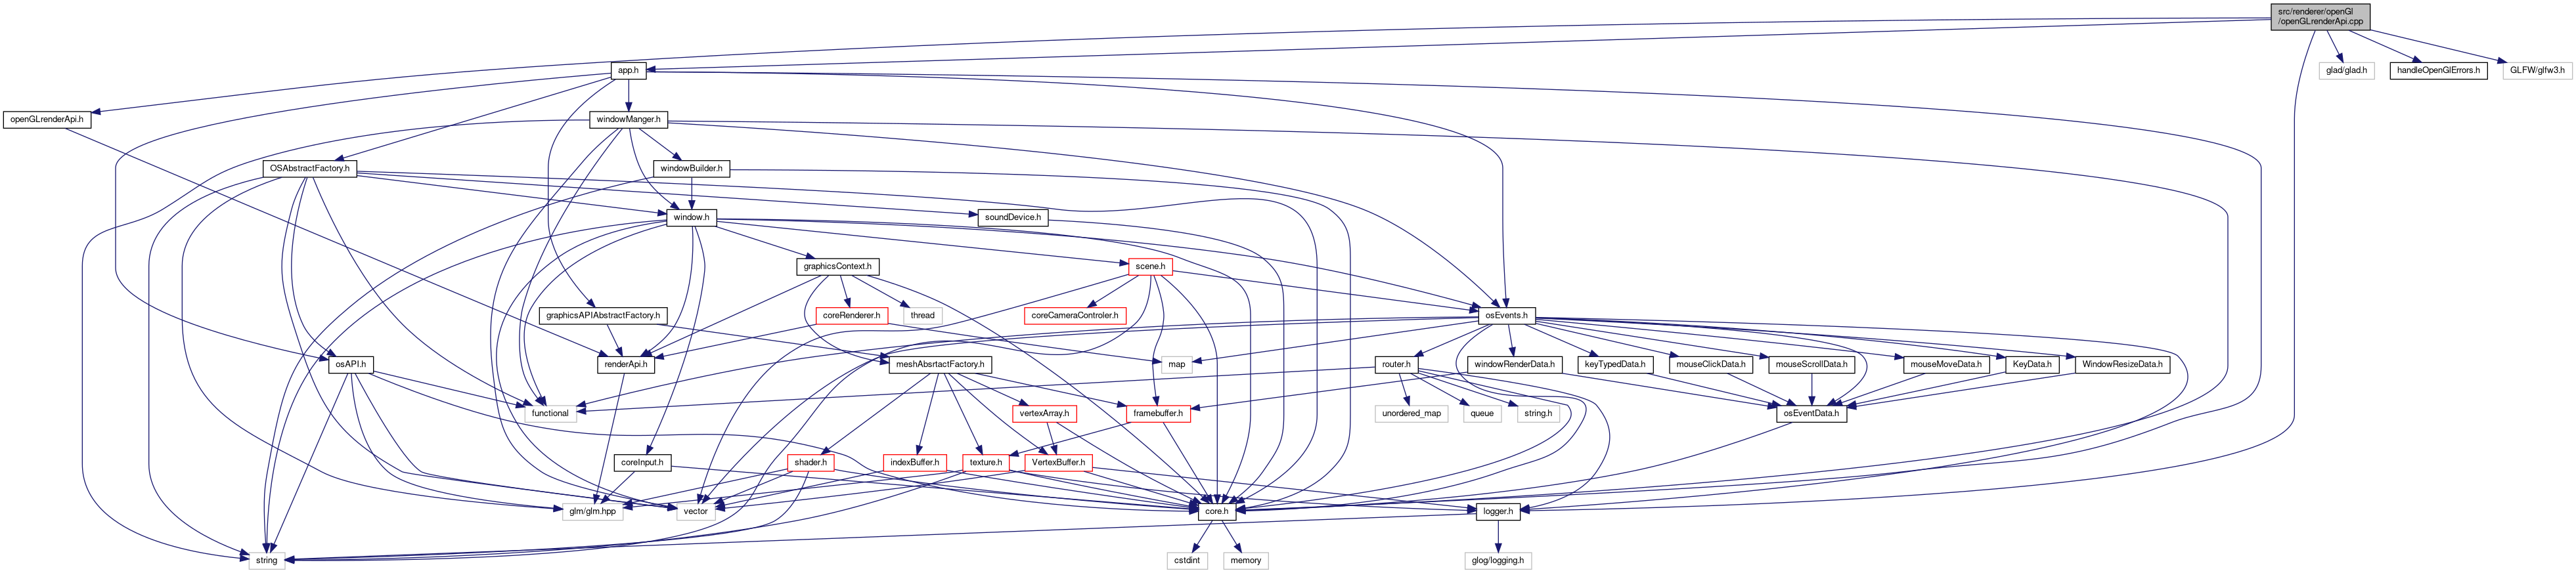 src/renderer/openGl
/openGLrenderApi.cpp
app.h
glad/glad.h
handleOpenGlErrors.h
GLFW/glfw3.h
openGLrenderApi.h
windowManger.h
OSAbstractFactory.h
windowBuilder.h
window.h
soundDevice.h
graphicsContext.h
scene.h
graphicsAPIAbstractFactory.h
coreRenderer.h
thread
coreCameraControler.h
osEvents.h
osAPI.h
renderApi.h
meshAbsrtactFactory.h
map
router.h
windowRenderData.h
keyTypedData.h
mouseClickData.h
mouseScrollData.h
mouseMoveData.h
KeyData.h
WindowResizeData.h
functional
vertexArray.h
framebuffer.h
unordered_map
queue
string.h
osEventData.h
coreInput.h
shader.h
indexBuffer.h
texture.h
VertexBuffer.h
glm/glm.hpp
vector
core.h
logger.h
string
cstdint
memory
glog/logging.h